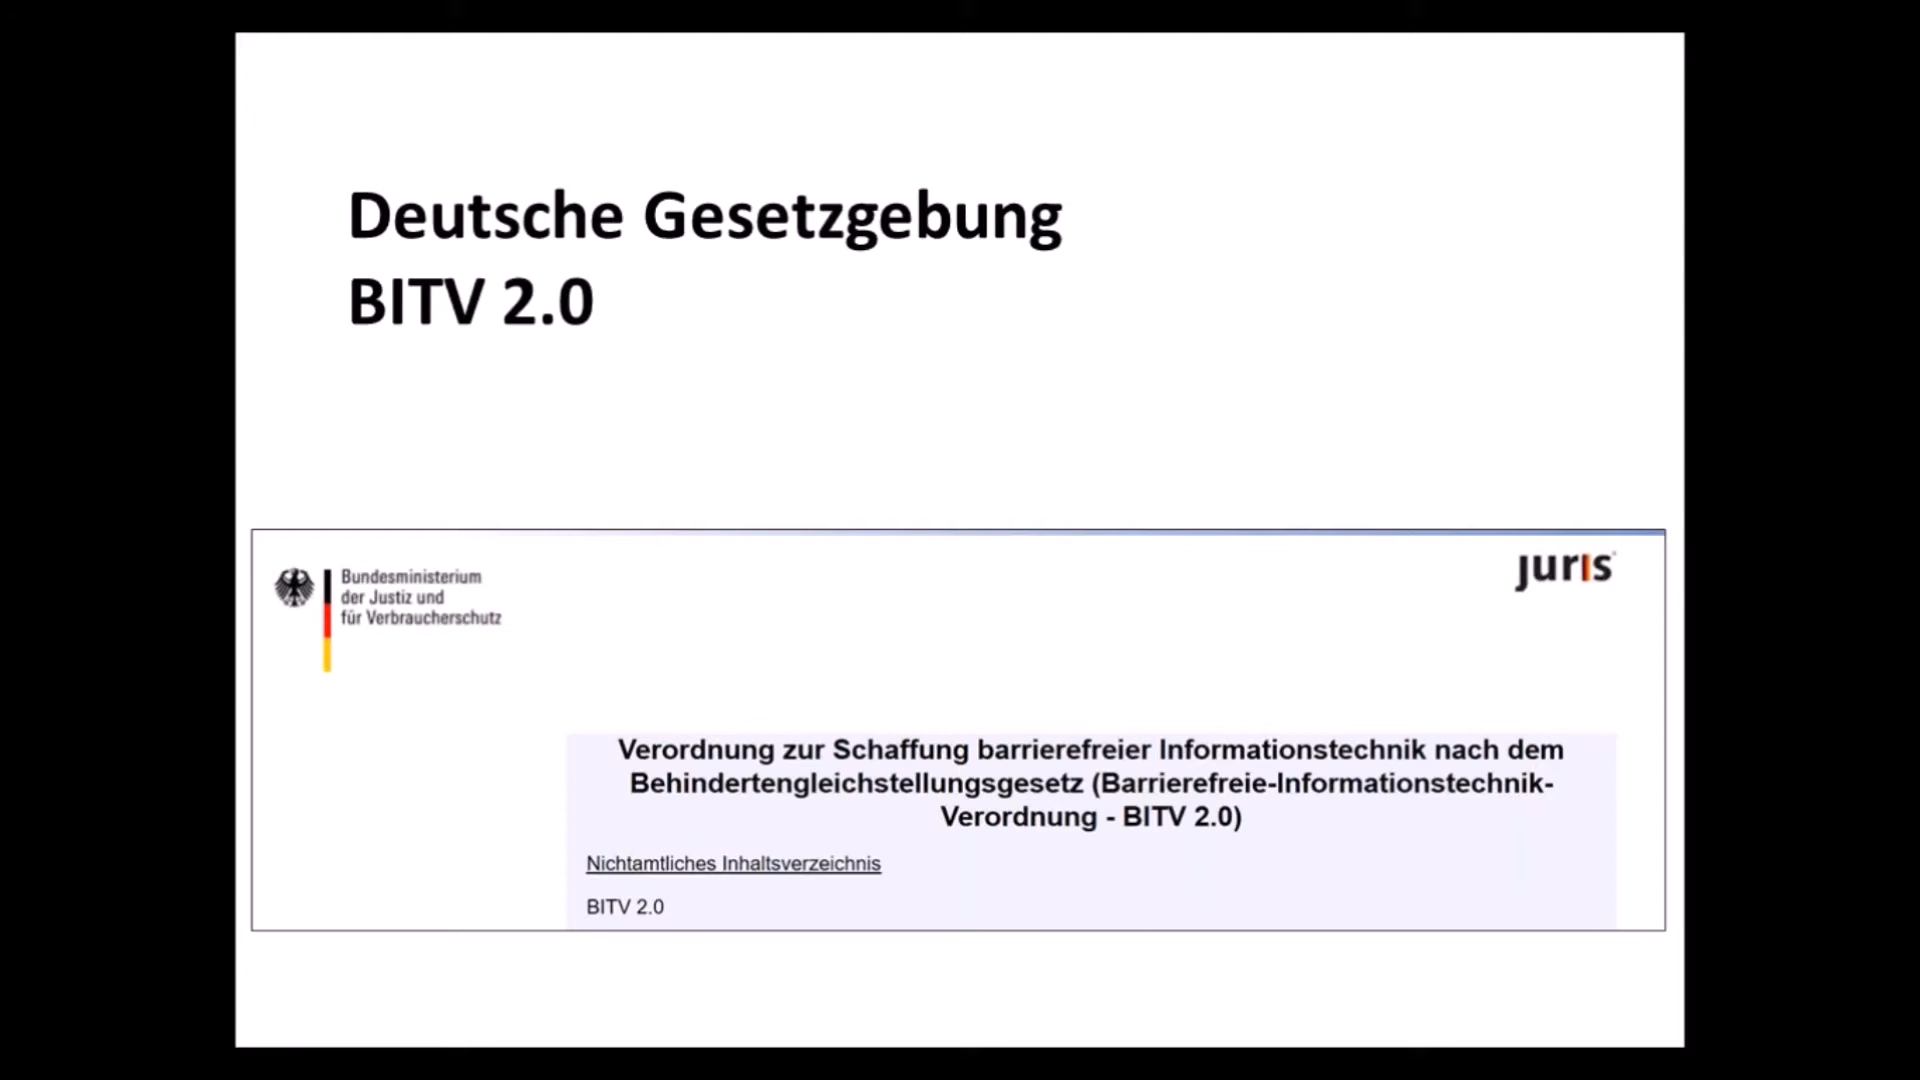 Deutsche Gesetzgebung
BITV 2.0
Bundesministerium
der Justiz und
für Verbraucherschutz
juris
Verordnung zur Schaffung barrierefreier Informationstechnik nach dem
Behindertengleichstellungsgesetz (Barrierefreie-Informationstechnik-
Verordnung - BITV 2.0)
Nichtamtliches Inhaltsverzeichnis
BITV 2.0